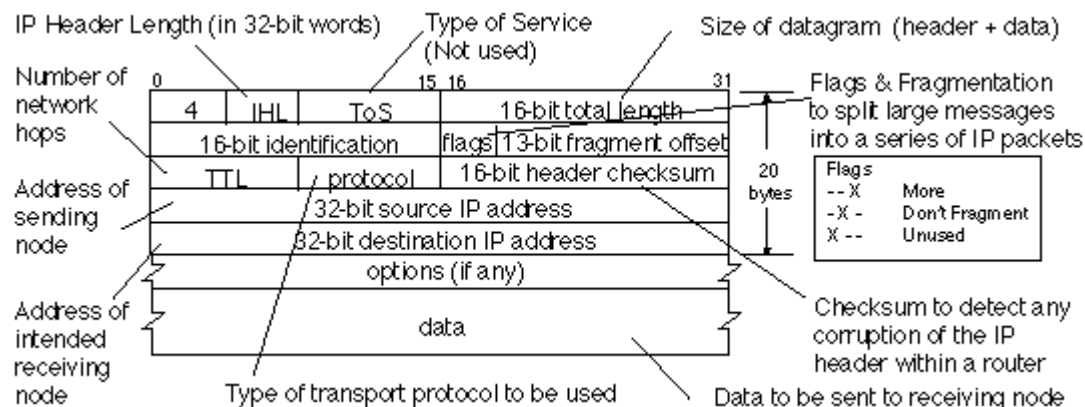 IP Header Length (in 32-bit words)
Type of Service
(Not used)
Size of datagram (header + data)
Number of
network
hops
0
15 16
31
Flags & Fragmentation
to split large messages
into a series of IP packets
4 IHL ToS 16-bit total length
16-bit identification flags 13-bit fragment offset
TTL protocol 16-bit header checksum
20
bytes
Flags
-- X More
-X - Don't Fragment
X -- Unused
Address of
sending
node
32-bit source IP address
32-bit destination IP address
options (if any)
data
Address of
intended
receiving
node
Checksum to detect any
corruption of the IP
header within a router
Type of transport protocol to be used
Data to be sent to receiving node